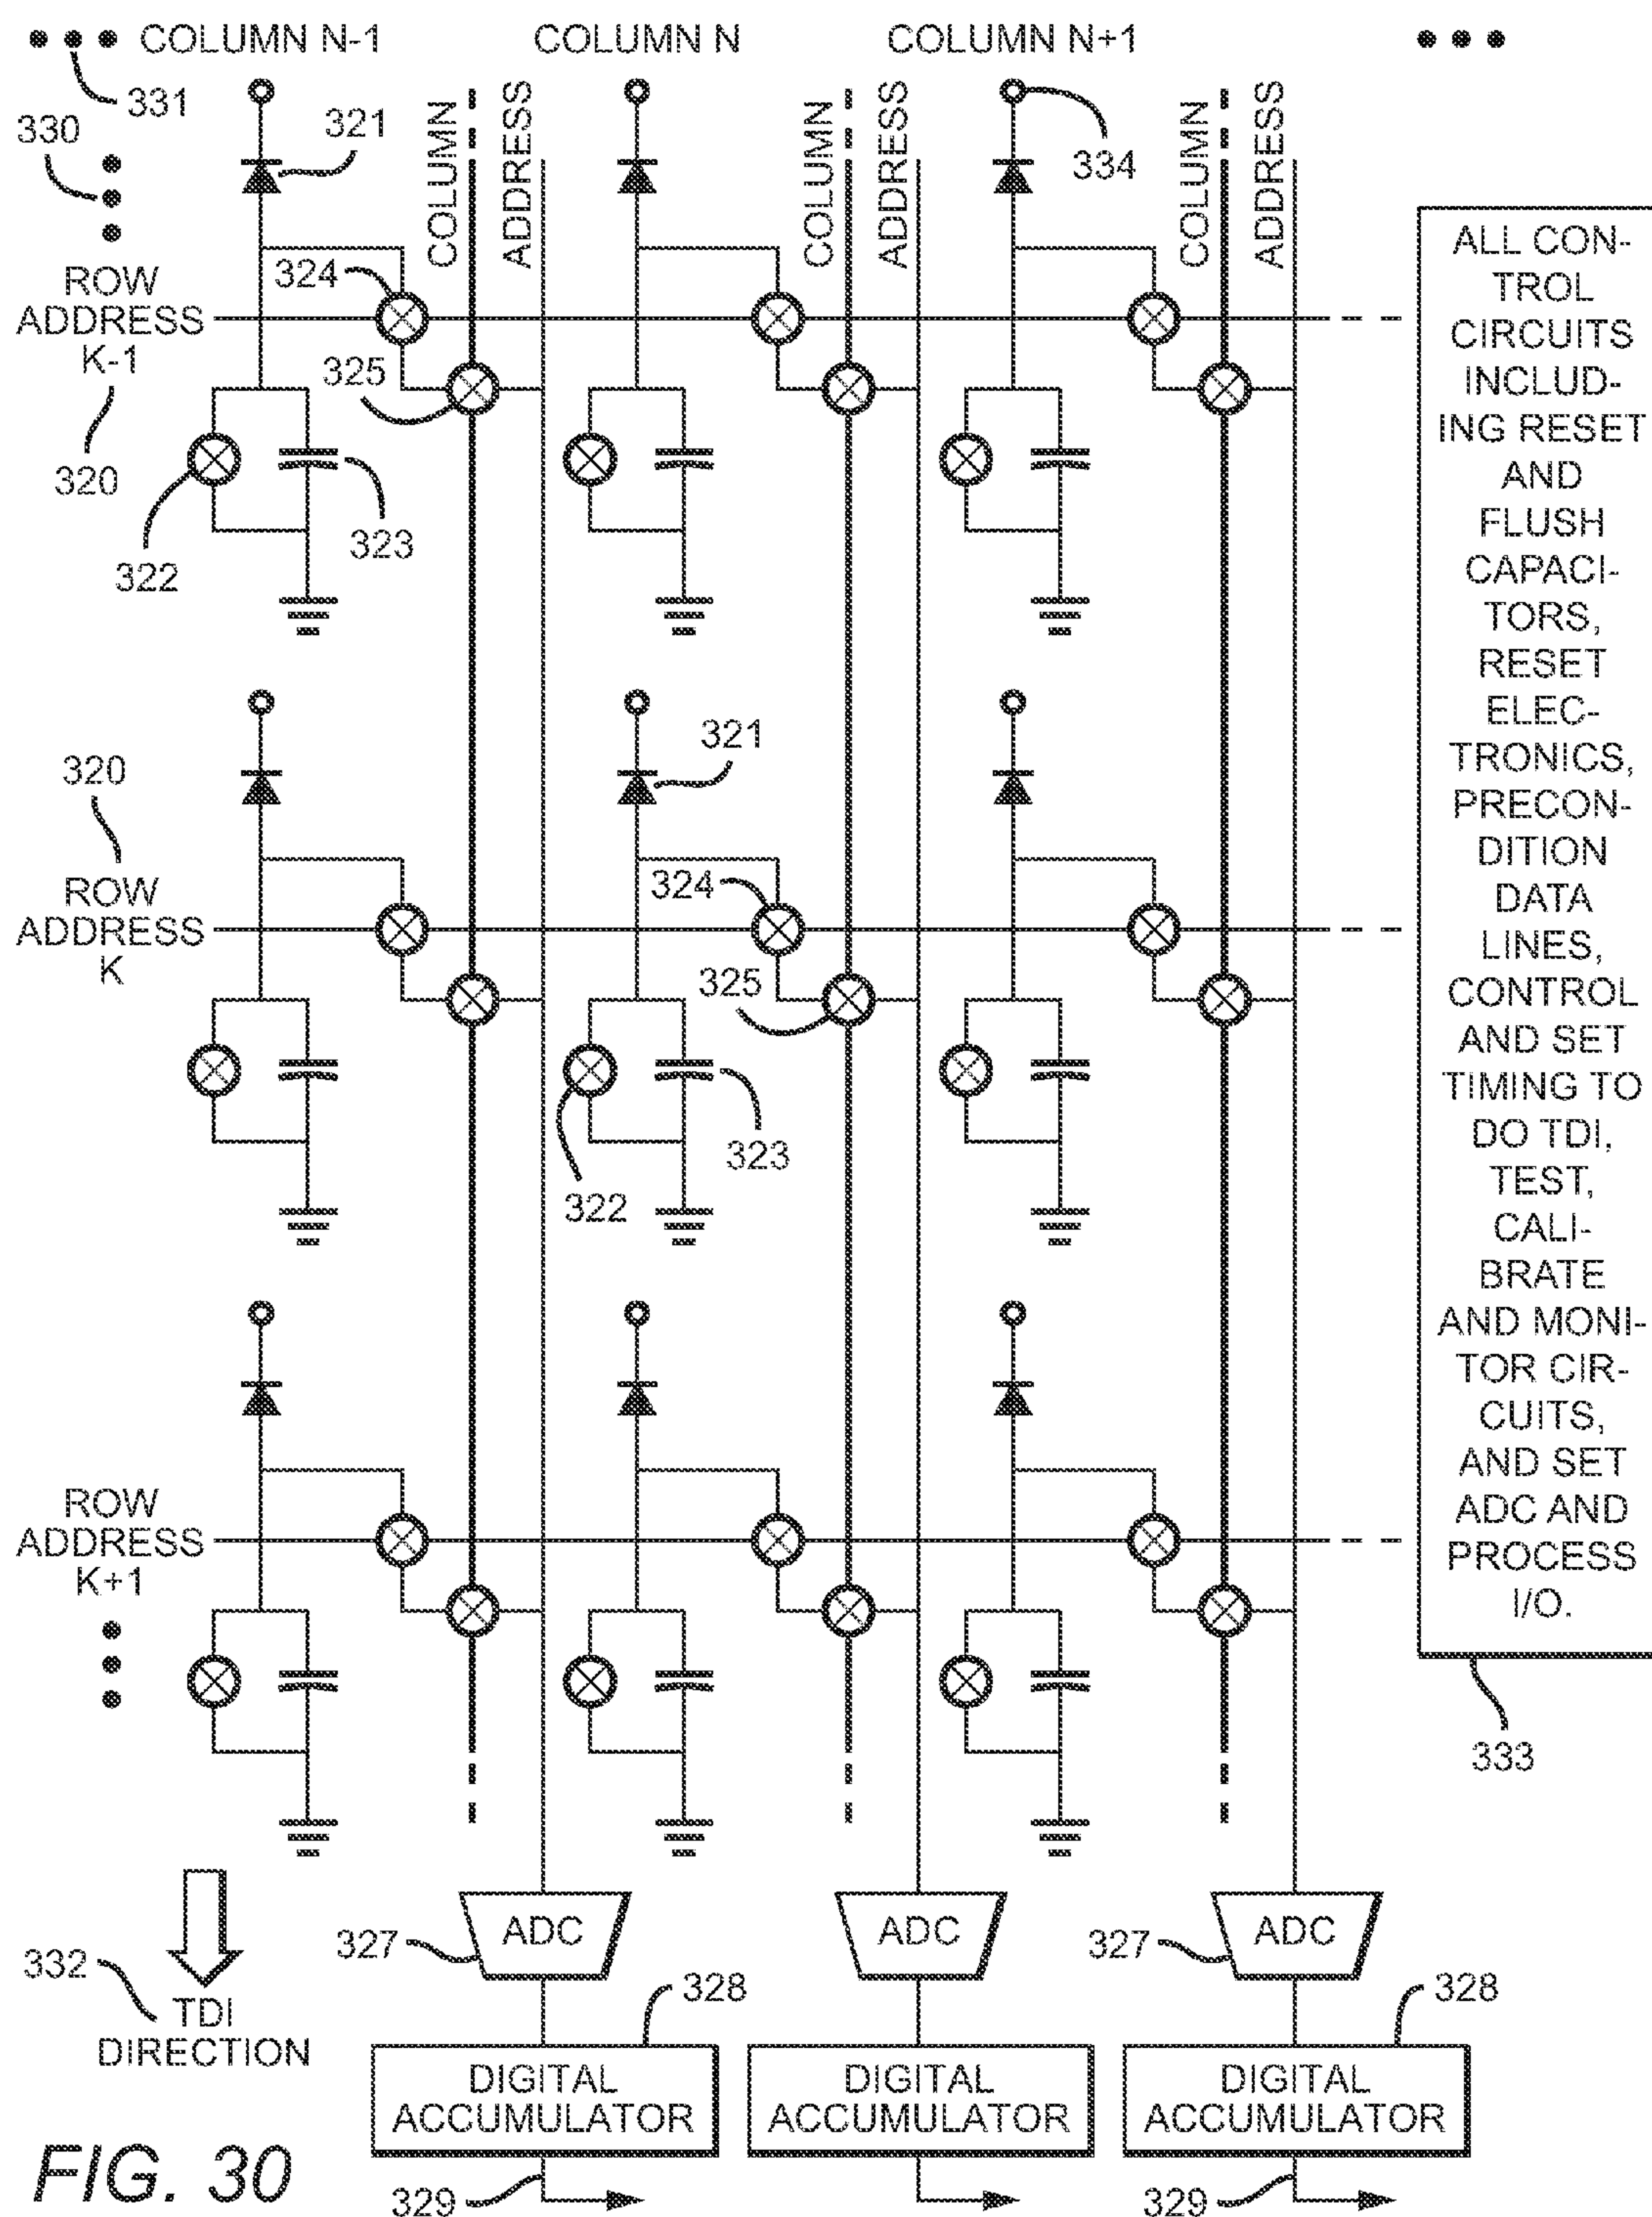 COLUMN N-1
COLUMN N
COLUMN N+1
331
330
321
COLUMN
ADDRESS
COLUMN
ADDRESS
334
COLUMN
ADDRESS
324
ROW
ADDRESS
K-1
325
320
322
323
320
321
ROW
ADDRESS
K
324
325
323
322
ROW
ADDRESS
K+1
ALL CON-
TROL
CIRCUITS
INCLUD-
ING RESET
AND
FLUSH
CAPACI-
TORS,
RESET
ELEC-
TRONICS,
PRECON-
DITION
DATA
LINES,
CONTROL
AND SET
TIMING TO
DO TDI,
TEST,
CALI-
BRATE
AND MONI-
TOR CIR-
CUITS,
AND SET
ADC AND
PROCESS
I/O.
333
332
TDI
DIRECTION
327
ADC
ADC
327
ADC
328
328
DIGITAL
ACCUMULATOR
DIGITAL
ACCUMULATOR
DIGITAL
ACCUMULATOR
329
329
FIG. 30